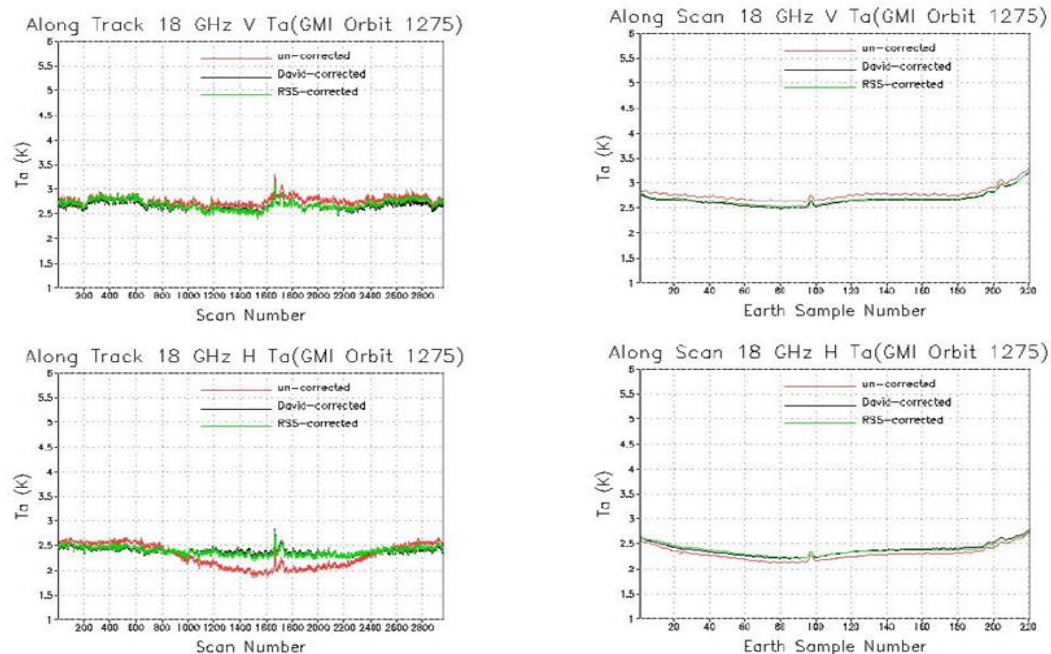 Along Track 18 GHz V Ta(GMI Orbit 1275)
un-corrected
David-corrected
RSS-corrected
Ta (K)
6
5.5
5
4.5
4
3.5
3
2.5
2
1.5
1
200 400 600 800 1000 1200 1400 1600 1800 2000 2200 2400 2600 2800
Scan Number
Along Scan 18 GHz V Ta(GMI Orbit 1275)
un-corrected
David-corrected
RSS-corrected
Ta (K)
6
5.5
5
4.5
4
3.5
3
2.5
2
1.5
1
20 40 60 80 100 120 140 160 180 200 220
Earth Sample Number
Along Track 18 GHz H Ta(GMI Orbit 1275)
un-corrected
David-corrected
RSS-corrected
Ta (K)
6
5.5
5
4.5
4
3.5
3
2.5
2
1.5
1
200 400 600 800 1000 1200 1400 1600 1800 2000 2200 2400 2600 2800
Scan Number
Along Scan 18 GHz H Ta(GMI Orbit 1275)
un-corrected
David-corrected
RSS-corrected
Ta (K)
6
5.5
5
4.5
4
3.5
3
2.5
2
1.5
1
20 40 60 80 100 120 140 160 180 200 220
Earth Sample Number